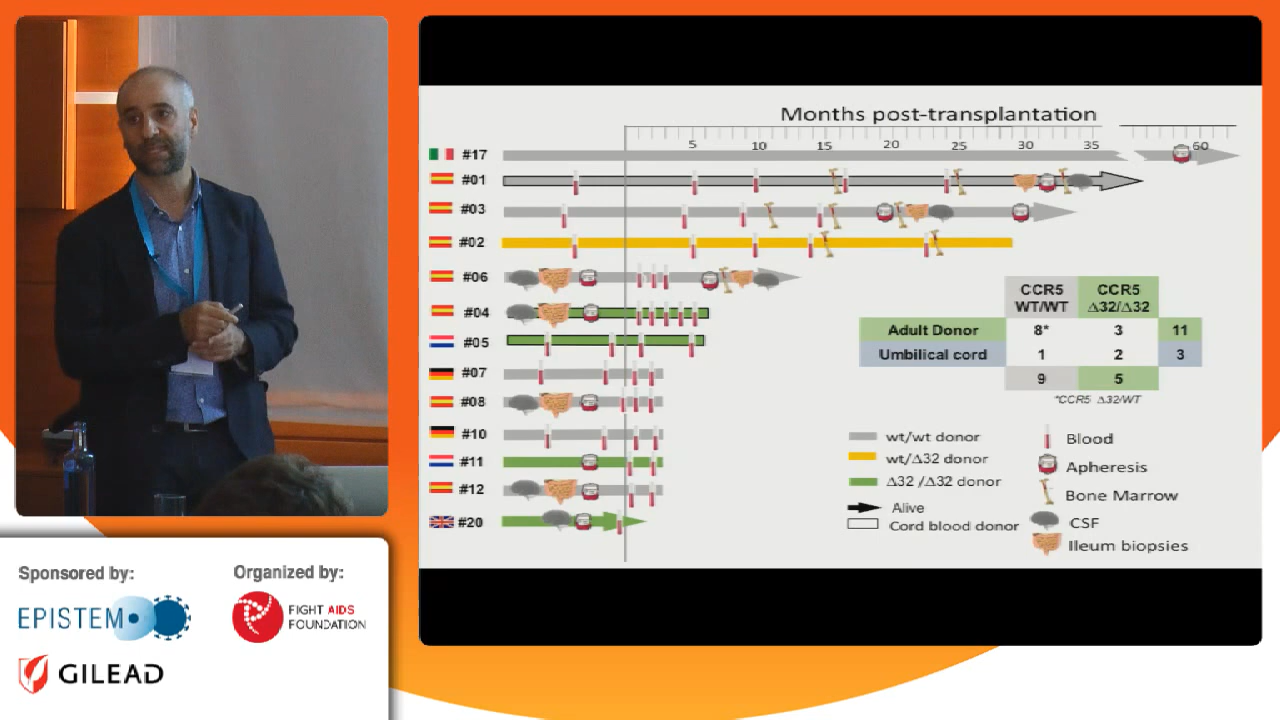 Months post-transplantation
5 10 15 20 25 30 35 60
#17
#01
#03
#02
#06
#04
#05
#07
#08
#10
#11
#12
#20
CCR5 WT/WT
CCR5 Δ32/Δ32
Adult Donor 8* 3 11
Umbilical cord 1 2 3
9 5
*CCR5 Δ32/WT
wt/wt donor
wt/Δ32 donor
Δ32 /Δ32 donor
Alive
Cord blood donor
Blood
Apheresis
Bone Marrow
CSF
Ileum biopsies
Sponsored by:
EPISTEM
GILEAD
Organized by:
FIGHT AIDS
FOUNDATION